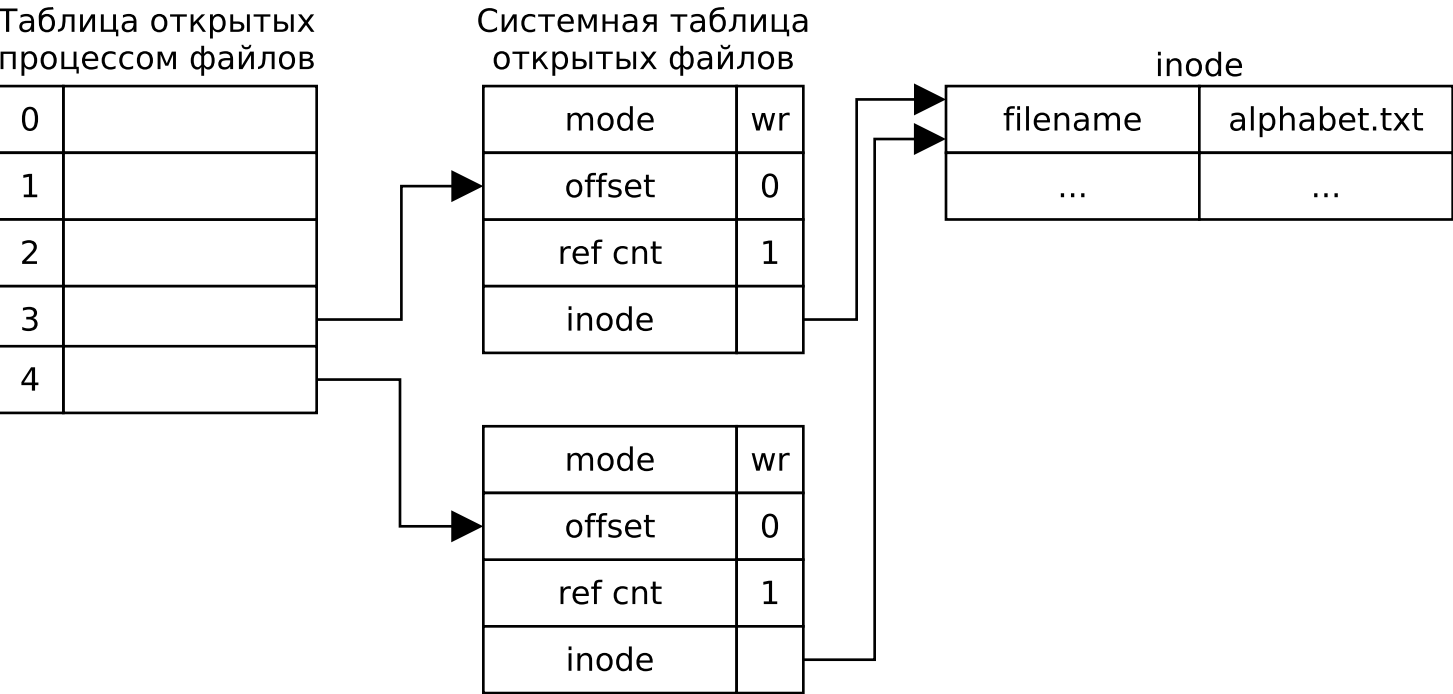 Таблица открытых
процессом файлов
0
1
2
3
4
Системная таблица
открытых файлов
mode wr
offset 0
ref cnt 1
inode
mode wr
offset 0
ref cnt 1
inode
inode
filename alphabet.txt
... ...